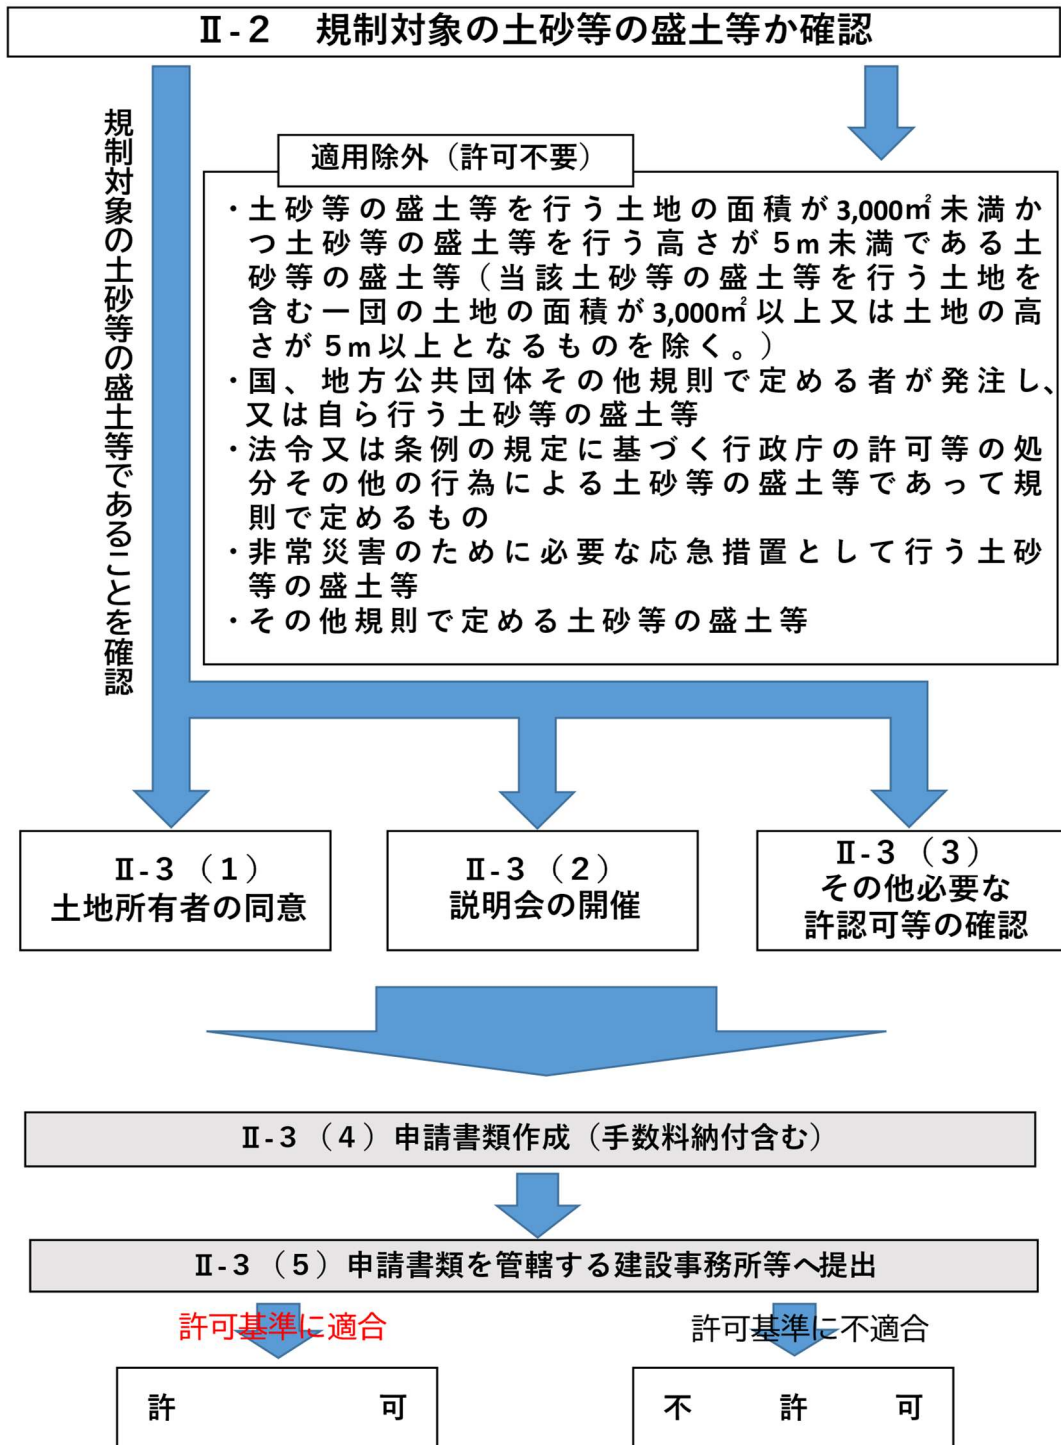 Ⅱ-２　規制対象の土砂等の盛土等か確認
規制対象の土砂等の盛土等であることを確認
適用除外（許可不要）
・土砂等の盛土等を行う土地の面積が3,000㎡未満か
つ土砂等の盛土等を行う高さが５ｍ未満である土
砂等の盛土等（当該土砂等の盛土等を行う土地を
含む一団の土地の面積が3,000㎡以上又は土地の高
さが５ｍ以上となるものを除く。）
・国、地方公共団体その他規則で定める者が発注し、
又は自ら行う土砂等の盛土等
・法令又は条例の規定に基づく行政庁の許可等の処
分その他の行為による土砂等の盛土等であって規
則で定めるもの
・非常災害のために必要な応急措置として行う土砂
等の盛土等
・その他規則で定める土砂等の盛土等
Ⅱ-３（１）
土地所有者の同意
Ⅱ-３（２）
説明会の開催
Ⅱ-３（３）
その他必要な
許認可等の確認
Ⅱ-３（４）申請書類作成（手数料納付含む）
Ⅱ-３（５）申請書類を管轄する建設事務所等へ提出
許可基準に適合
許可基準に不適合
許　可
不　許　可